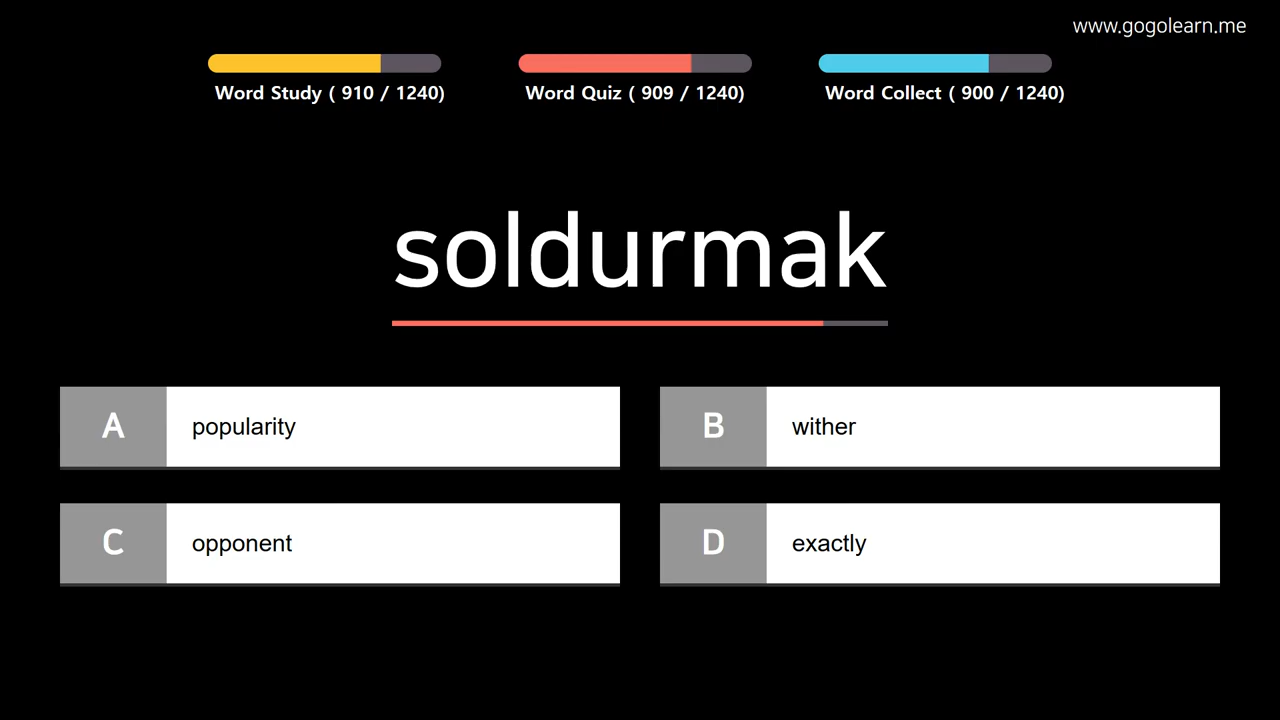 www.gogolearn.me
Word Study ( 910 / 1240)
Word Quiz ( 909 / 1240)
Word Collect ( 900 / 1240)
soldurmak
A popularity
B wither
C opponent
D exactly